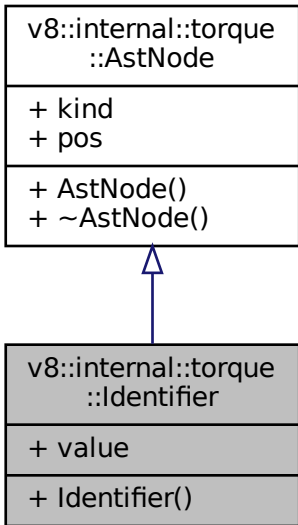 v8::internal::torque
::AstNode
+ kind
+ pos
+ AstNode()
+ ~AstNode()
v8::internal::torque
::Identifier
+ value
+ Identifier()